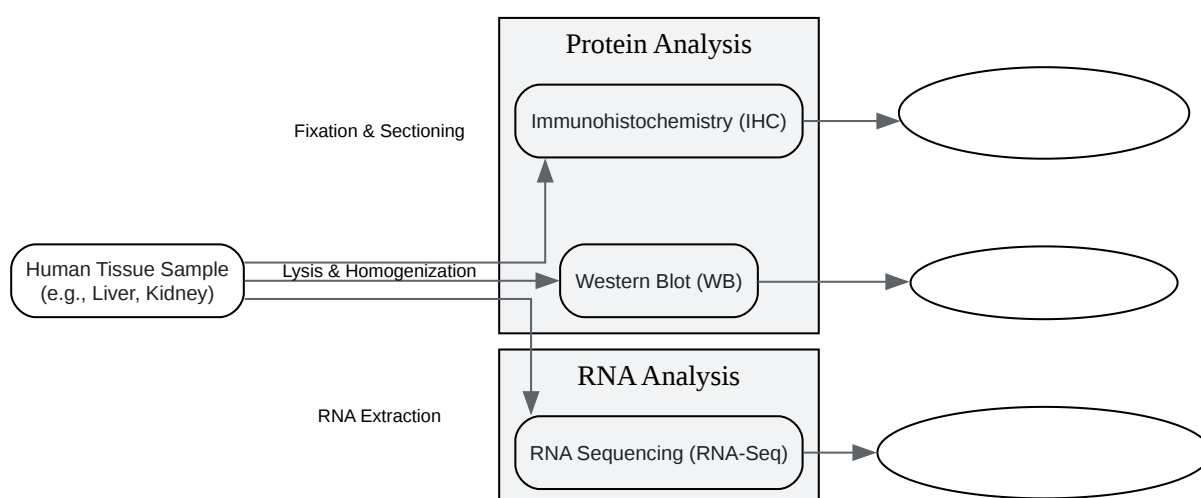 Protein Analysis
Immunohistochemistry (IHC)
Fixation & Sectioning
Human Tissue Sample
(e.g., Liver, Kidney)
Lysis & Homogenization
Western Blot (WB)
RNA Analysis
RNA Extraction
RNA Sequencing (RNA-Seq)